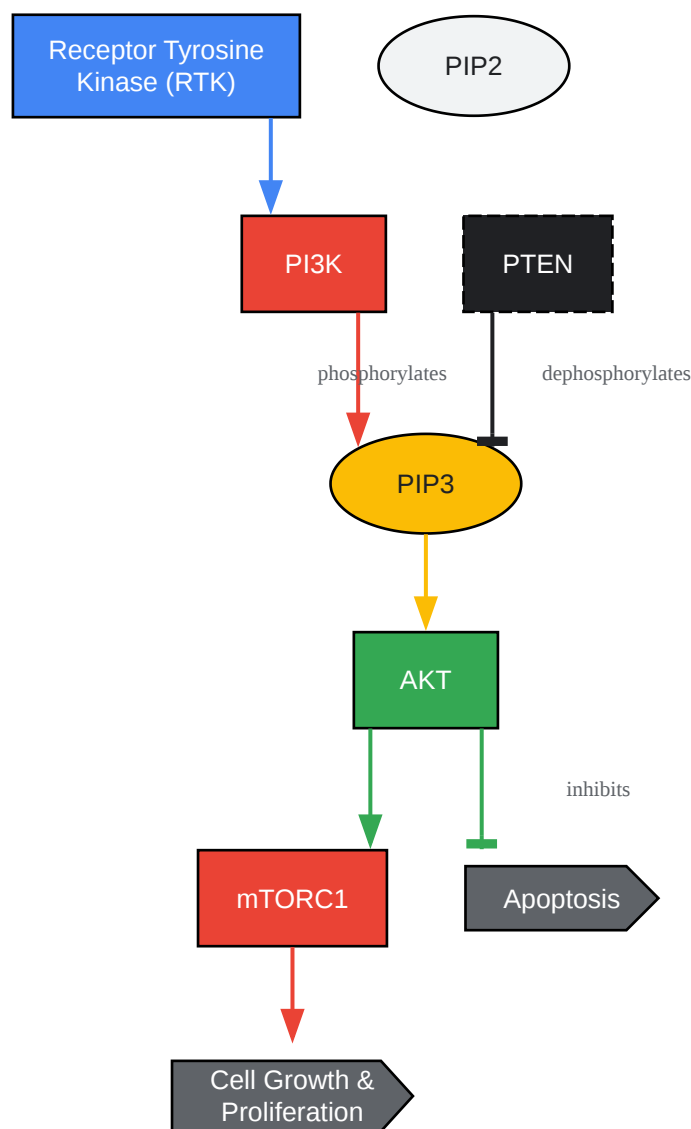 Receptor Tyrosine
Kinase (RTK)
PIP2
PI3K
PTEN
phosphorylates
dephosphorylates
PIP3
AKT
inhibits
mTORC1
Apoptosis
Cell Growth &
Proliferation